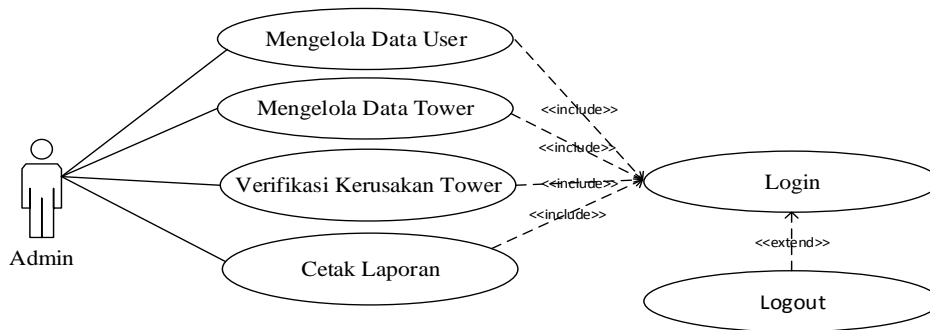 Mengelola Data User
Mengelola Data Tower
<<include>>
<<include>>
Verifikasi Kerusakan Tower
<<include>>
Login
<<include>>
Admin
Cetak Laporan
<<extend>>
Logout